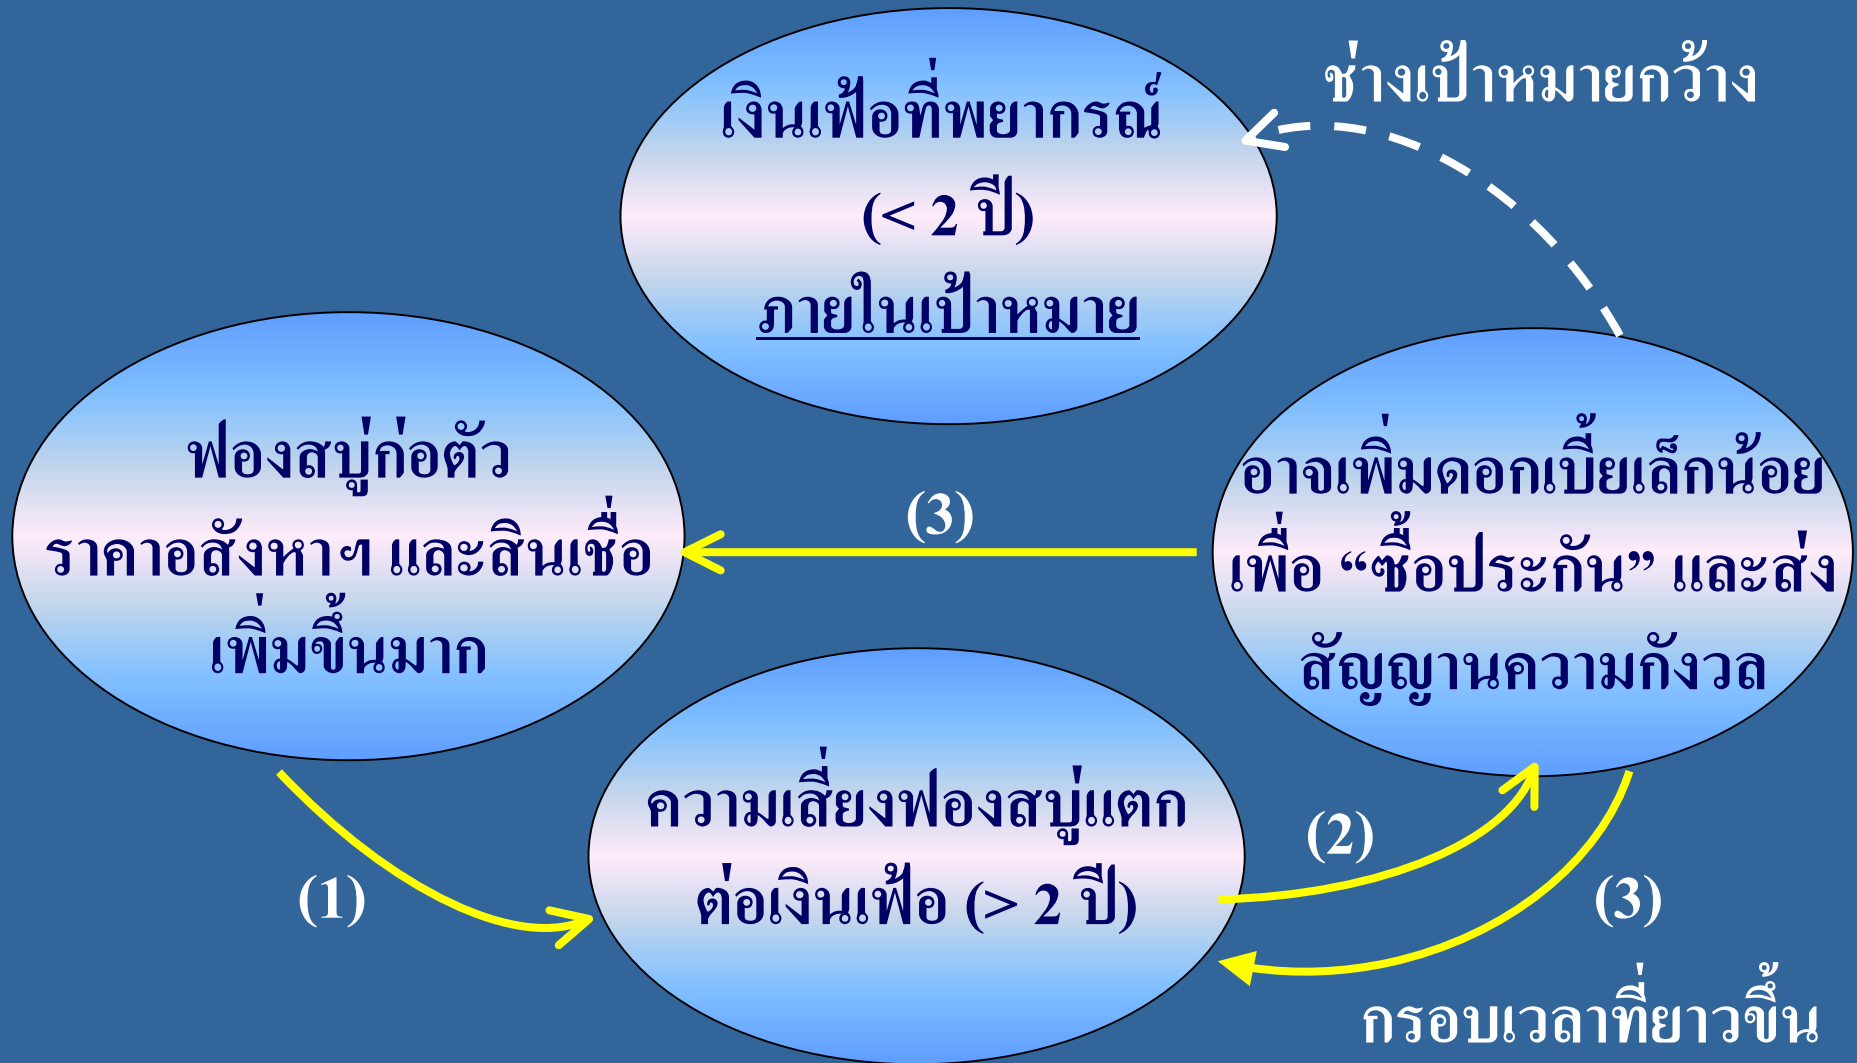 ช่างเป้าหมายกว้าง
เงินเฟ้อที่พยากรณ์
(< 2 ปี)
ภายในเป้าหมาย
ฟองสบู่ก่อตัว
ราคาอสังหาฯ และสินเชื่อ
เพิ่มขึ้นมาก
(3)
อาจเพิ่มดอกเบี้ยเล็กน้อย
เพื่อ “ซื้อประกัน” และส่ง
สัญญานความกังวล
ความเสี่ยงฟองสบู่แตก
ต่อเงินเฟ้อ (> 2 ปี)
(1)
(2)
(3)
กรอบเวลาที่ยาวขึ้น